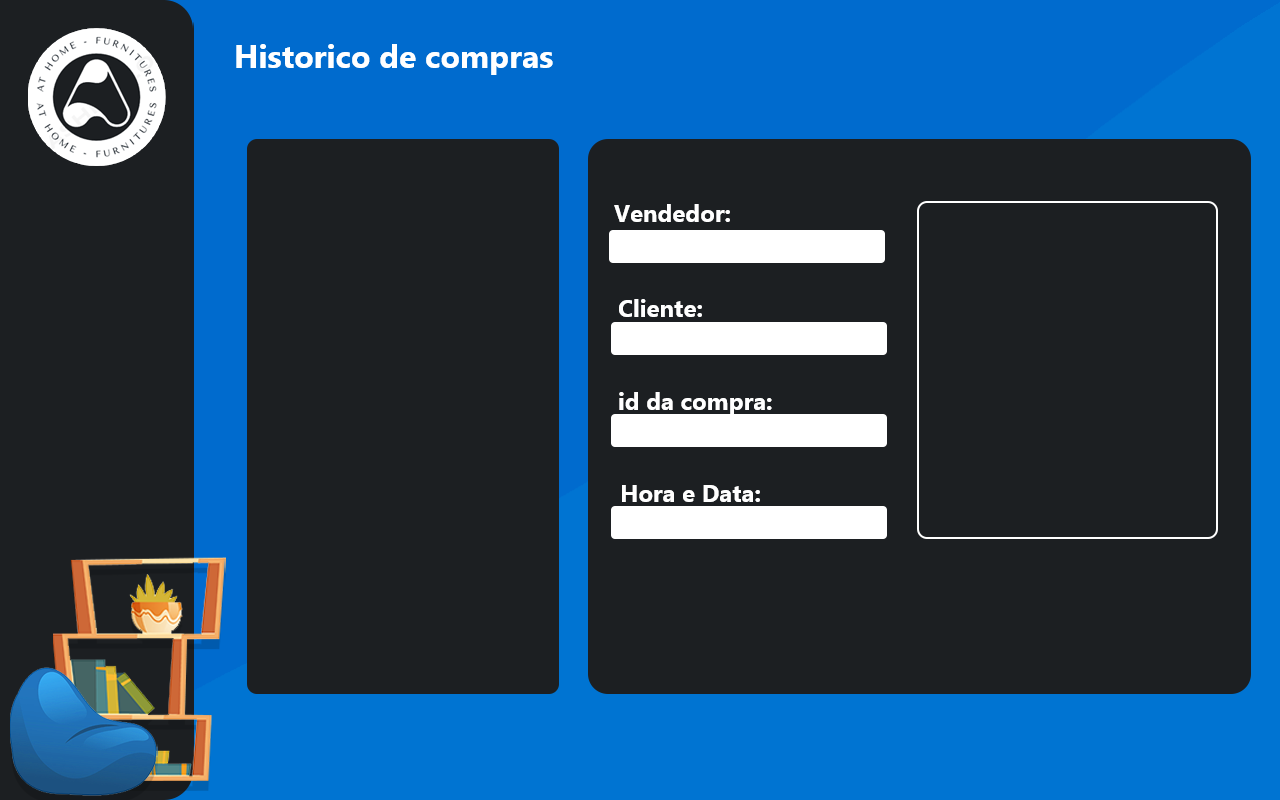 AT HOME - FURNITURES
AT HOME - FURNITURES
Historico de compras
Vendedor:
Cliente:
id da compra:
Hora e Data: